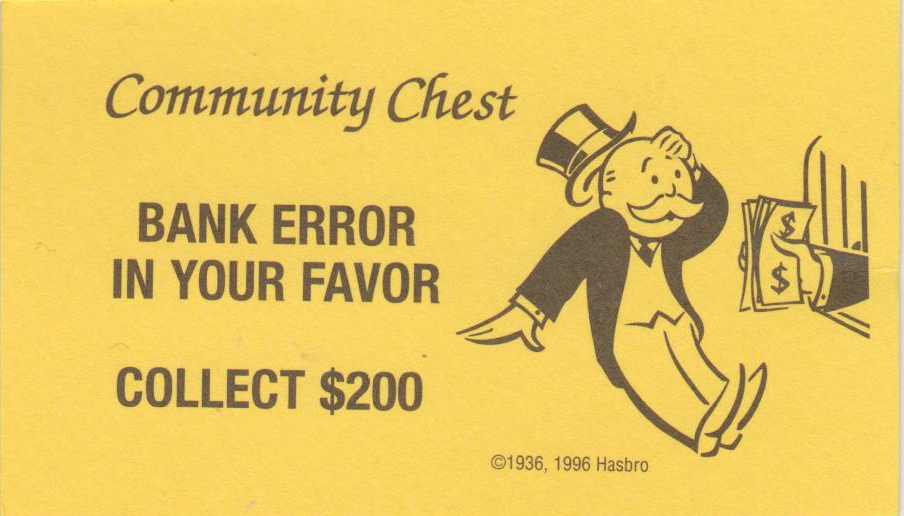 Community Chest
BANK ERROR
IN YOUR FAVOR
COLLECT $200
$
$
©1936, 1996 Hasbro